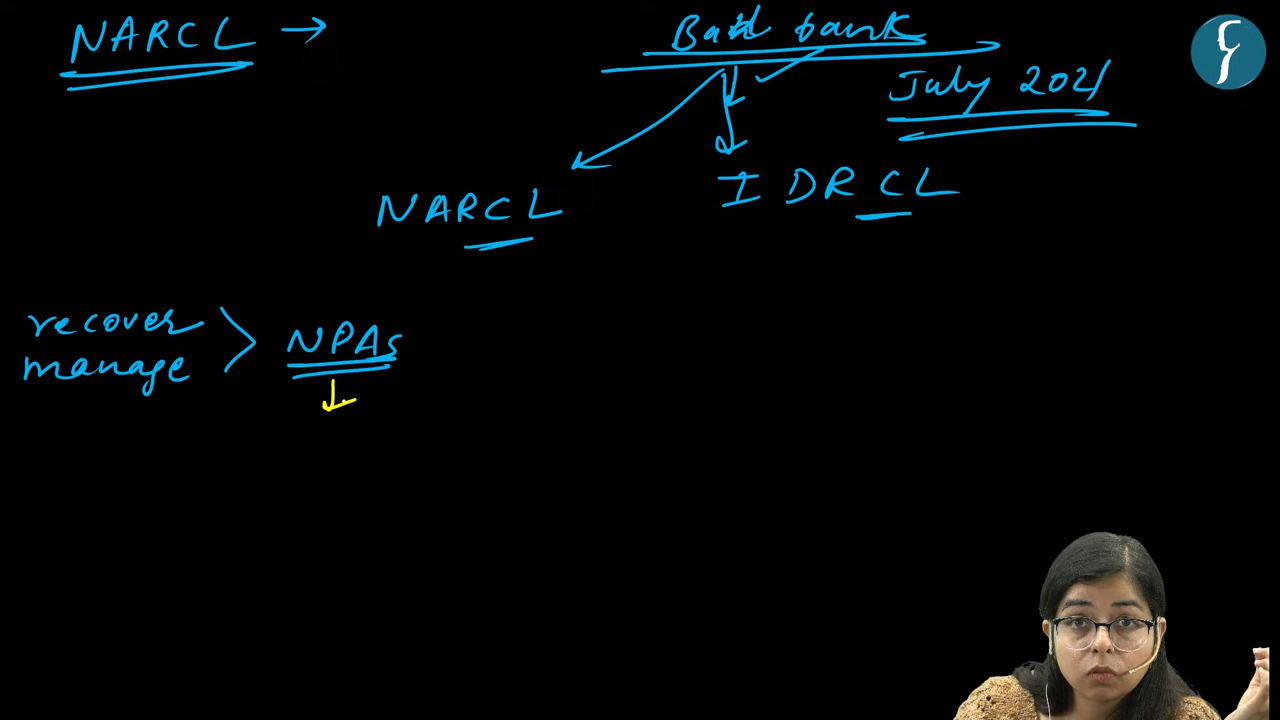 NARCL →
Bad bank
July 2021
NARCL
IDRCL
recover
manage
NPAs